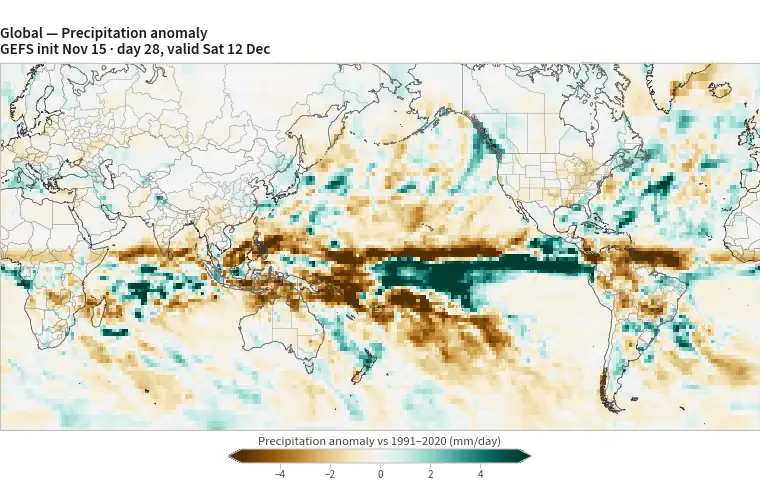 Global — Precipitation anomaly
GEFS init Nov 15 · day 28, valid Sat 12 Dec
Precipitation anomaly vs 1991–2020 (mm/day)
−4 −2 0 2 4